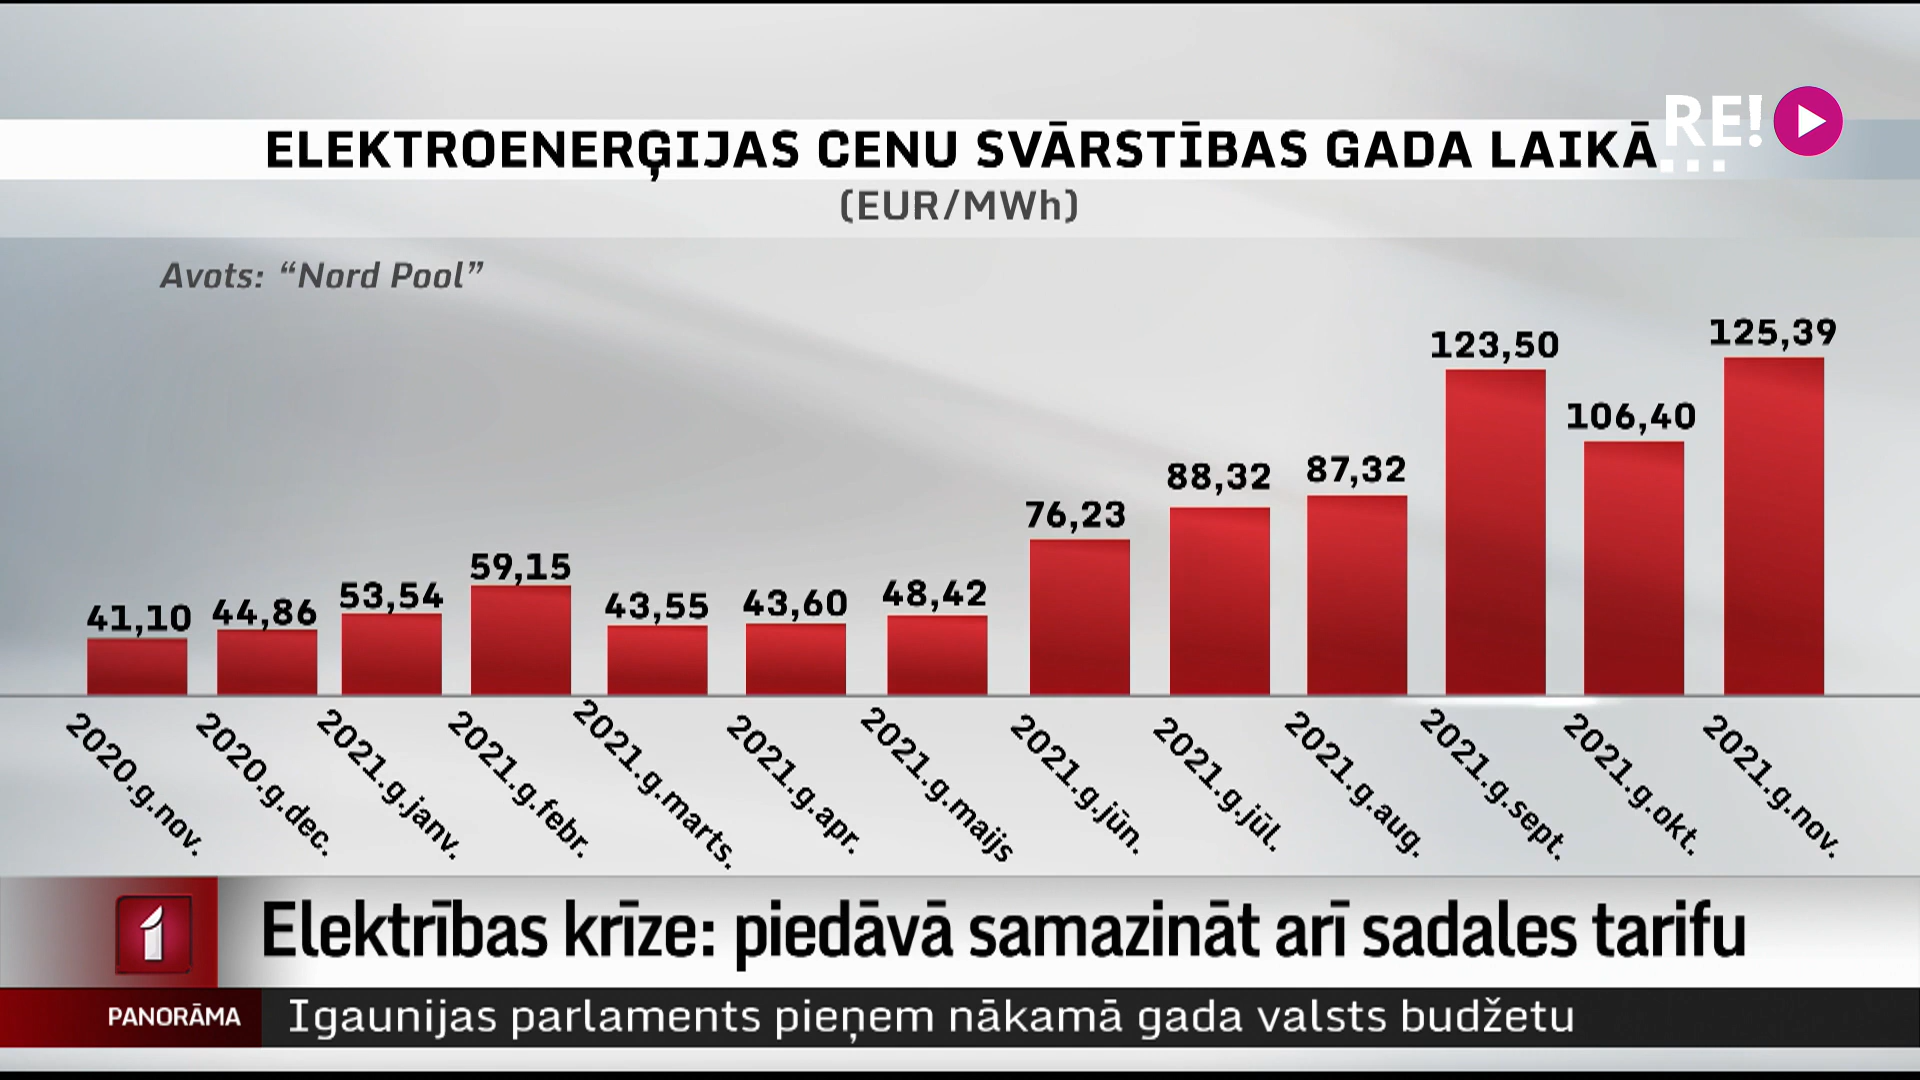 RE!
ELEKTROENERĢIJAS CENU SVĀRSTĪBAS GADA LAIKĀ
(EUR/MWh)
Avots: “Nord Pool”
41,10
44,86
53,54
59,15
43,55
43,60
48,42
76,23
88,32
87,32
123,50
106,40
125,39
2020.g.nov.
2020.g.dec.
2021.g.janv.
2021.g.febr.
2021.g.marts.
2021.g.apr.
2021.g.maijs
2021.g.jūn.
2021.g.jūl.
2021.g.aug.
2021.g.sept.
2021.g.okt.
2021.g.nov.
1 Elektrības krīze: piedāvā samazināt arī sadales tarifu
PANORĀMA Igaunijas parlaments pieņem nākamā gada valsts budžetu